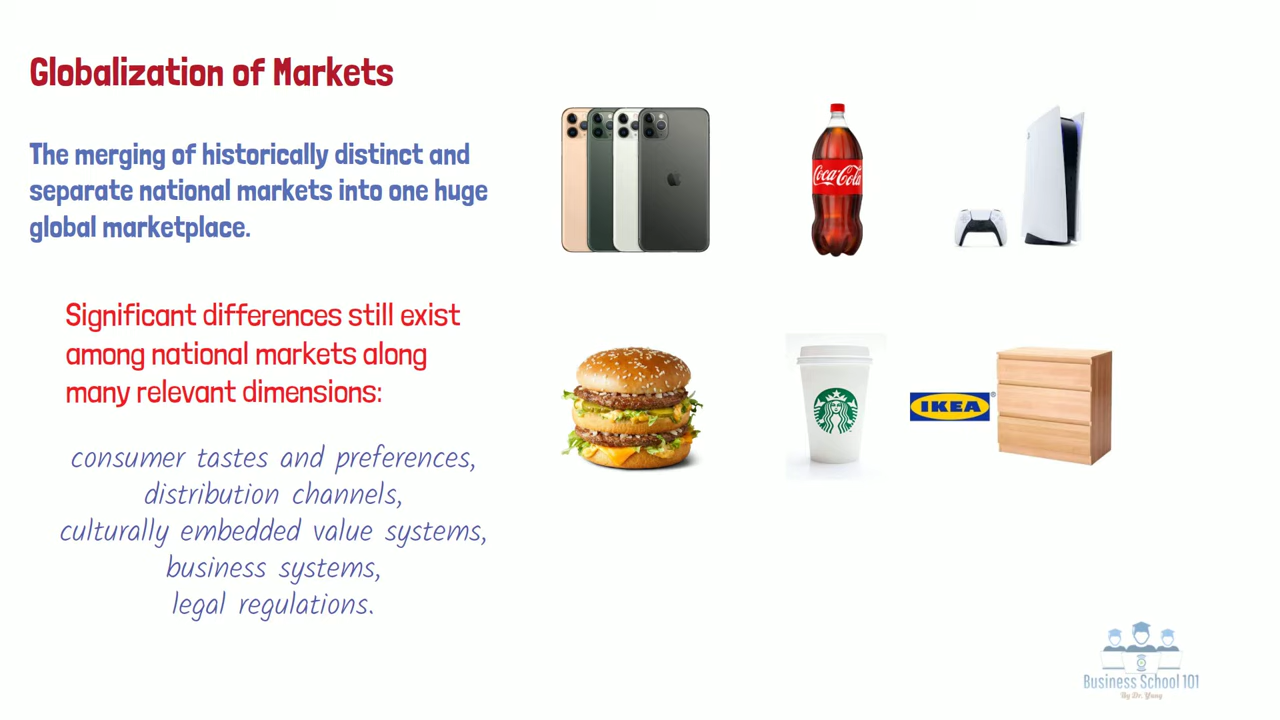 Globalization of Markets
The merging of historically distinct and
separate national markets into one huge
global marketplace.
Significant differences still exist
among national markets along
many relevant dimensions:
consumer tastes and preferences,
distribution channels,
culturally embedded value systems,
business systems,
legal regulations.
Coca-Cola
IKEA®
Business School 101
By Dr. Yang